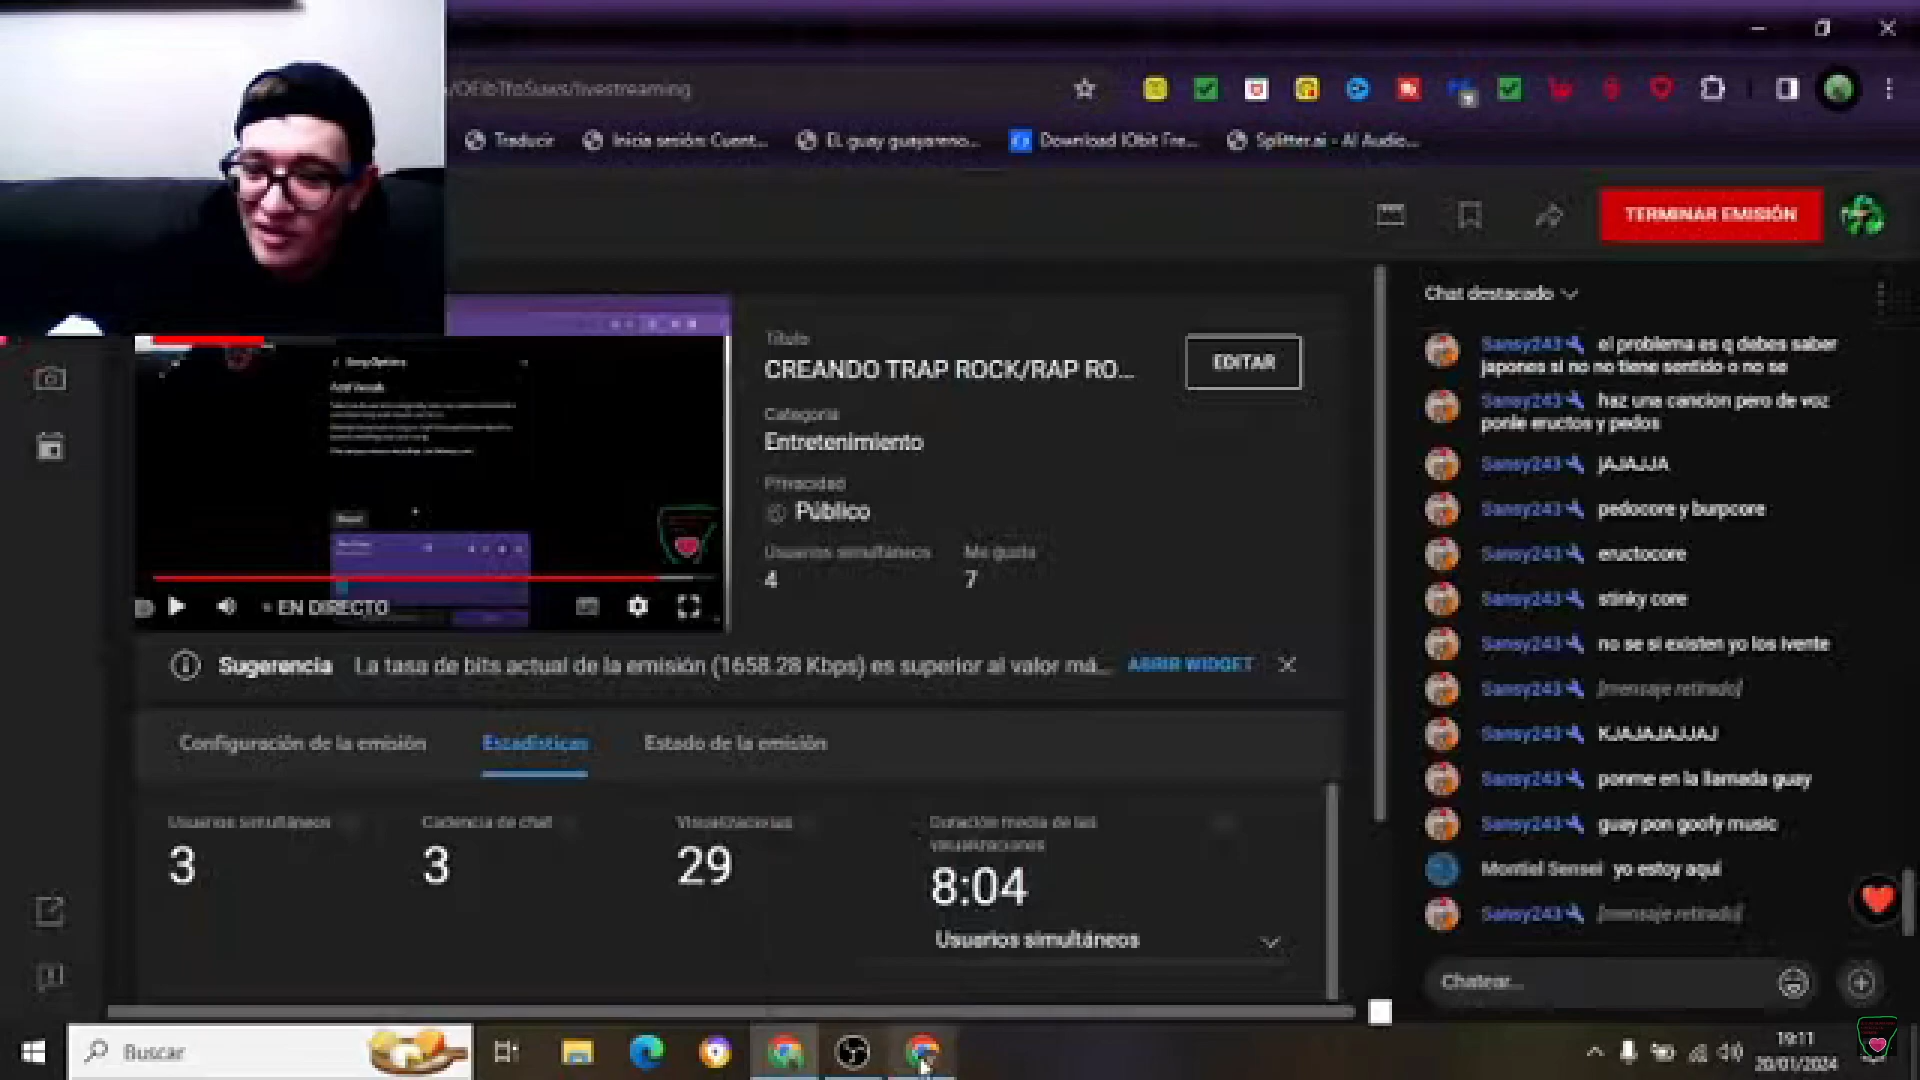 /livestreaming
Traducir
Inicia sesión: Cuent...
EL guay guayareno...
Download IObit Fre...
Splitter.ai - AI Audio...
TERMINAR EMISIÓN
Título
CREANDO TRAP ROCK/RAP RO...
EDITAR
Categoría
Entretenimiento
Privacidad
Público
Usuarios simultáneos
Me gusta
4
7
EN DIRECTO
Sugerencia
La tasa de bits actual de la emisión (1658.28 Kbps) es superior al valor má...
ABRIR WIDGET
Configuración de la emisión
Estadísticas
Estado de la emisión
Usuarios simultáneos
3
Cadencia de chat
3
Visualizaciones
29
Duración media de las
visualizaciones
8:04
Usuarios simultáneos
Chat destacado
Sansy243 el problema es q debes saber
japones si no no tiene sentido o no se
Sansy243 haz una cancion pero de voz
ponle eructos y pedos
Sansy243 JAJAJJA
Sansy243 pedocore y burpcore
Sansy243 eructocore
Sansy243 stinky core
Sansy243 no se si existen yo los ivente
Sansy243 [mensaje retirado]
Sansy243 KJAJAJAJJAJ
Sansy243 ponme en la llamada guay
Sansy243 guay pon goofy music
Montiel Sensei yo estoy aqui
Sansy243 [mensaje retirado]
Chatear...
Buscar
19:11
20/01/2024